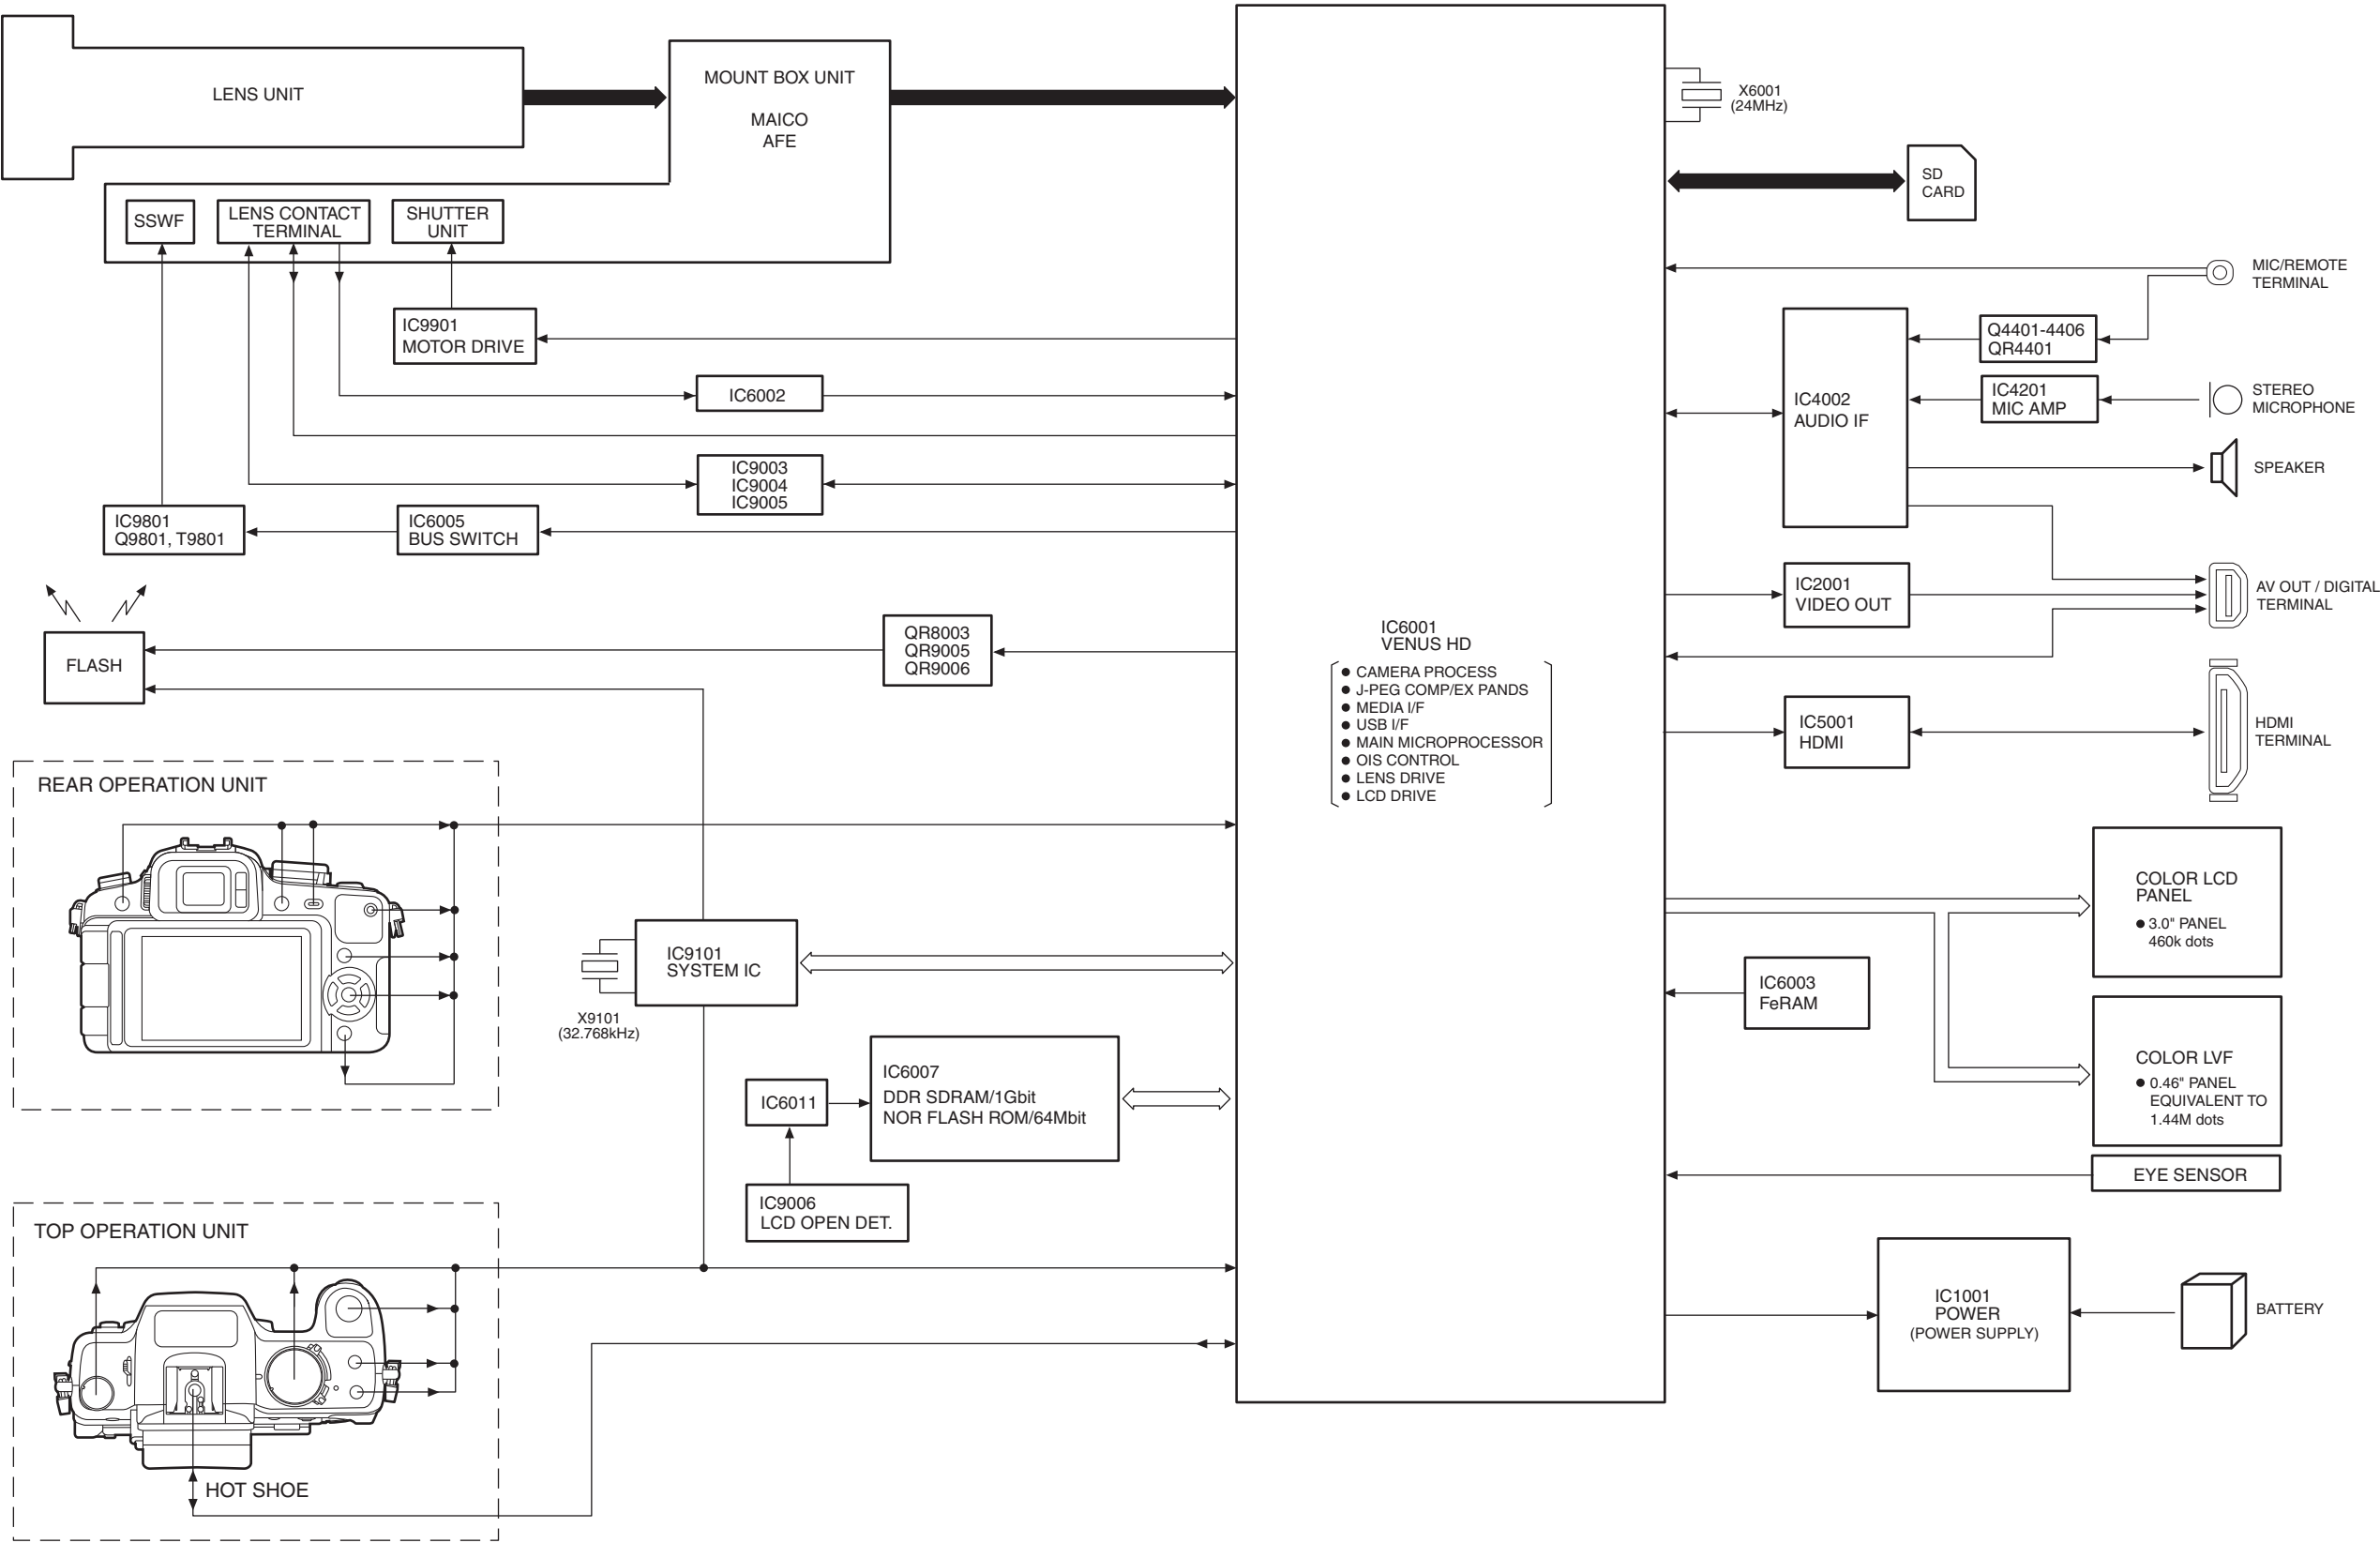 LENS UNIT
MOUNT BOX UNIT
MAICO
AFE
SSWF
LENS CONTACT
TERMINAL
SHUTTER
UNIT
IC9901
MOTOR DRIVE
IC6002
IC9003
IC9004
IC9005
IC9801
Q9801, T9801
IC6005
BUS SWITCH
FLASH
QR8003
QR9005
QR9006
REAR OPERATION UNIT
IC9101
SYSTEM IC
X9101
(32.768kHz)
IC6007
DDR SDRAM/1Gbit
NOR FLASH ROM/64Mbit
IC6011
IC9006
LCD OPEN DET.
TOP OPERATION UNIT
HOT SHOE
IC6001
VENUS HD
● CAMERA PROCESS
● J-PEG COMP/EX PANDS
● MEDIA I/F
● USB I/F
● MAIN MICROPROCESSOR
● OIS CONTROL
● LENS DRIVE
● LCD DRIVE
X6001
(24MHz)
SD
CARD
MIC/REMOTE
TERMINAL
Q4401-4406
QR4401
IC4002
AUDIO IF
IC4201
MIC AMP
STEREO
MICROPHONE
SPEAKER
IC2001
VIDEO OUT
AV OUT / DIGITAL
TERMINAL
IC5001
HDMI
HDMI
TERMINAL
COLOR LCD
PANEL
● 3.0" PANEL
460k dots
IC6003
FeRAM
COLOR LVF
● 0.46" PANEL
EQUIVALENT TO
1.44M dots
EYE SENSOR
IC1001
POWER
(POWER SUPPLY)
BATTERY